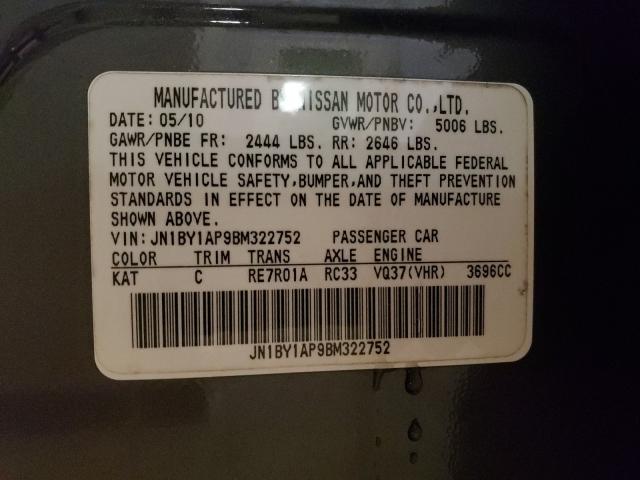 MANUFACTURED BY NISSAN MOTOR CO.,LTD.
DATE: 05/10 GVWR/PNBV: 5006 LBS.
GAWR/PNBE FR: 2444 LBS. RR: 2646 LBS.
THIS VEHICLE CONFORMS TO ALL APPLICABLE FEDERAL
MOTOR VEHICLE SAFETY,BUMPER,AND THEFT PREVENTION
STANDARDS IN EFFECT ON THE DATE OF MANUFACTURE
SHOWN ABOVE.
VIN: JN1BY1AP9BM322752 PASSENGER CAR
COLOR TRIM TRANS AXLE ENGINE
KAT C RE7R01A RC33 VQ37(VHR) 3696CC
JN1BY1AP9BM322752